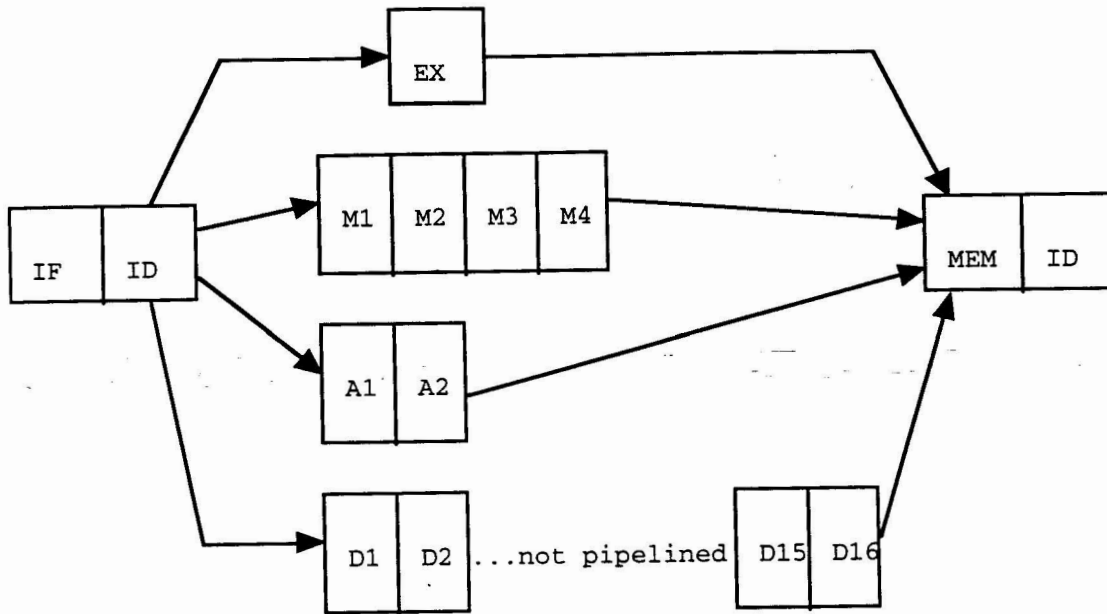 EX
M1 M2 M3 M4
IF ID
MEM ID
A1 A2
D1 D2 ...not pipelined D15 D16